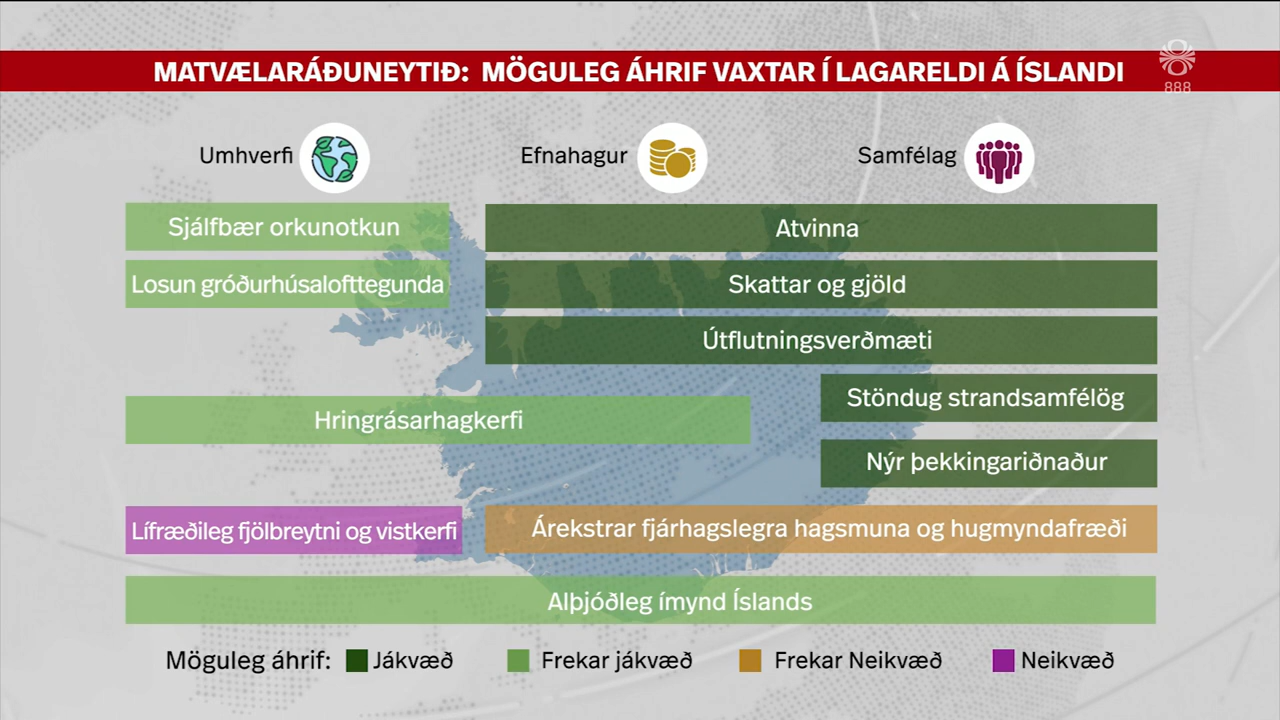 MATVÆLARÁÐUNEYTIÐ: MÖGULEG ÁHRIF VAXTAR Í LAGARELDI Á ÍSLANDI
888
Umhverfi
Efnahagur
Samfélag
Sjálfbær orkunotkun
Atvinna
Losun gróðurhúsalofttegunda
Skattar og gjöld
Útflutningsverðmæti
Stöndug strandsamfélög
Hringrásarhagkerfi
Nýr þekkingariðnaður
Lífræðileg fjölbreytni og vistkerfi
Árekstrar fjárhagslegra hagsmuna og hugmyndafræði
Alþjóðleg ímynd Íslands
Möguleg áhrif: Jákvæð Frekar jákvæð Frekar Neikvæð Neikvæð